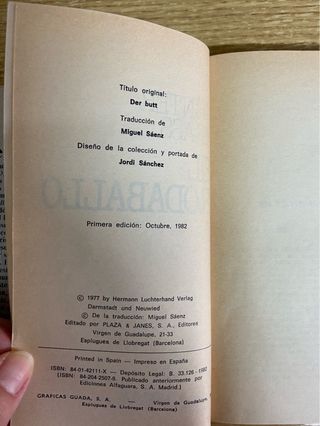 Título original:
Der butt
Traducción de
Miguel Sáenz
Diseño de la colección y portada de
Jordi Sánchez
RODABALLO
Primera edición: Octubre, 1982
© 1977 by Hermann Luchterhand Verlag
Darmstadt und Neuwied
© De la traducción: Miguel Sáenz
Editado por PLAZA & JANES, S. A., Editores
Virgen de Guadalupe, 21-33
Esplugues de Llobregat (Barcelona)
Printed in Spain — Impreso en España
ISBN: 84-01-42111-X — Depósito Legal: B. 33.126-1982
ISBN: 84-204-2507-9. Publicado anteriormente por
Ediciones Alfaguara, S. A. Madrid.)
GRAFICAS GUADA, S. A. — Virgen de Guadalupe,
Esplugues de Llobregat (Barcelona)